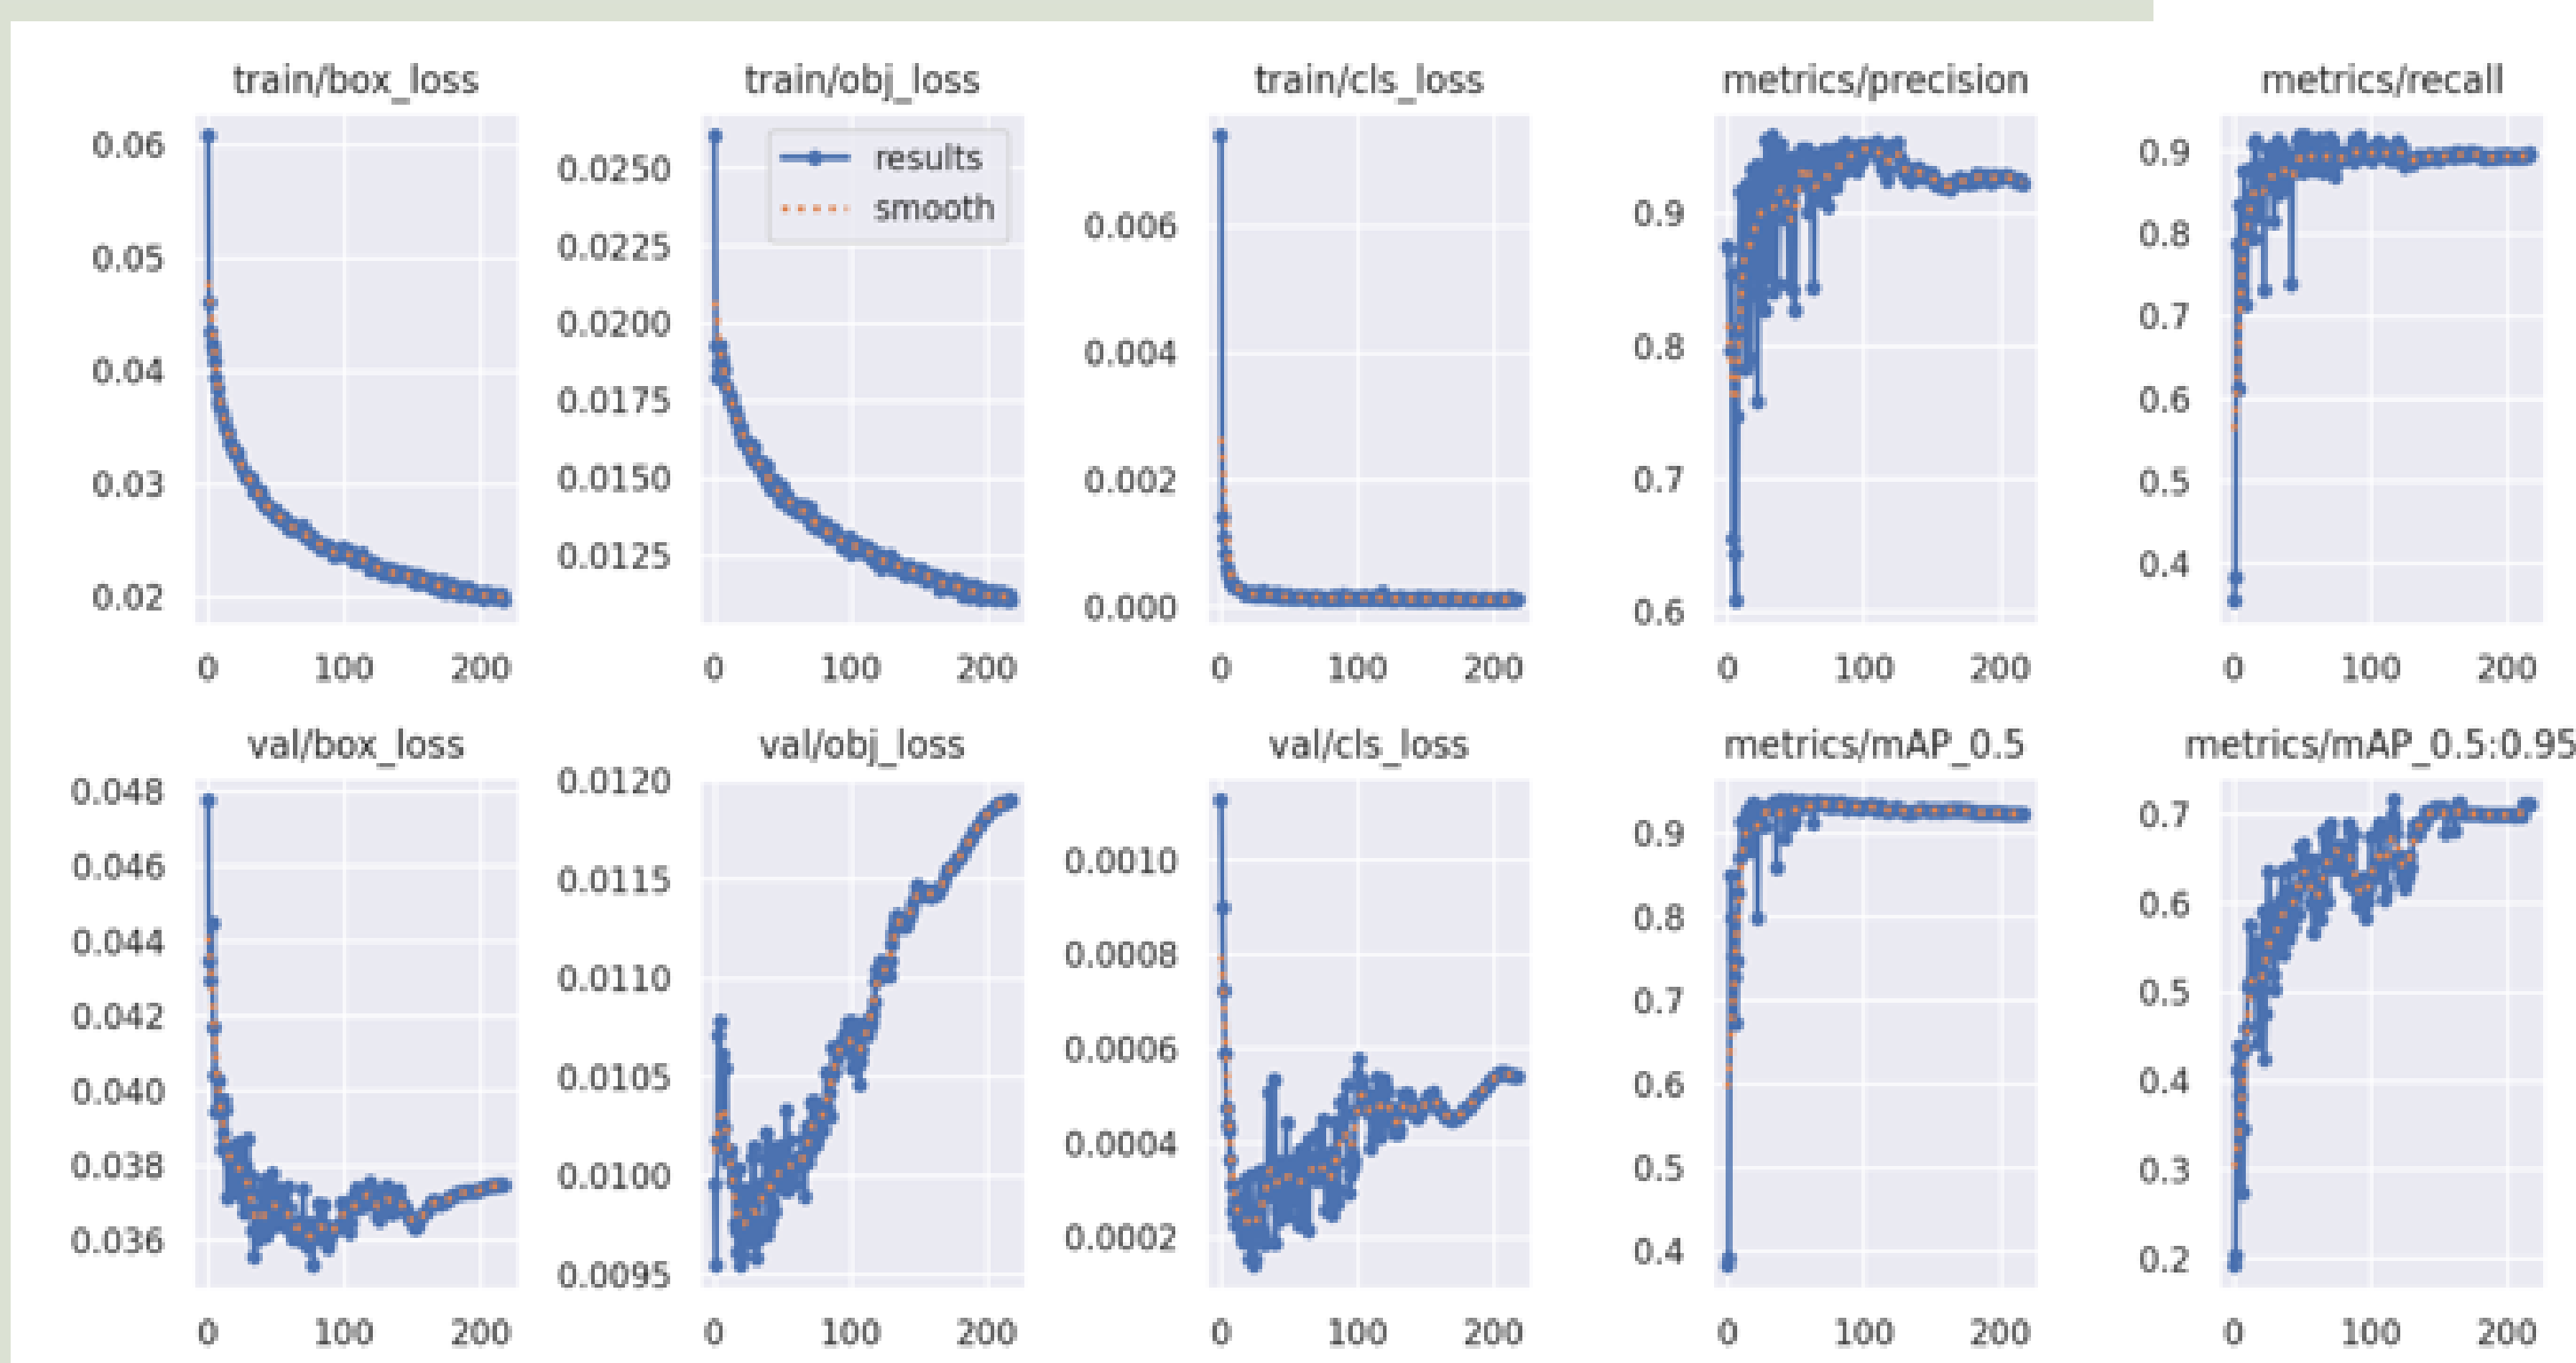 train/box_loss
train/obj_loss
train/cls_loss
metrics/precision
metrics/recall
0.06
0.05
0.04
0.03
0.02
0 100 200
0.0250
0.0225
0.0200
0.0175
0.0150
0.0125
results
smooth
0 100 200
0.006
0.004
0.002
0.000
0 100 200
0.9
0.8
0.7
0.6
0 100 200
0.9
0.8
0.7
0.6
0.5
0.4
0 100 200
val/box_loss
val/obj_loss
val/cls_loss
metrics/mAP_0.5
metrics/mAP_0.5:0.95
0.048
0.046
0.044
0.042
0.040
0.038
0.036
0 100 200
0.0120
0.0115
0.0110
0.0105
0.0100
0.0095
0 100 200
0.0010
0.0008
0.0006
0.0004
0.0002
0 100 200
0.9
0.8
0.7
0.6
0.5
0.4
0 100 200
0.7
0.6
0.5
0.4
0.3
0.2
0 100 200